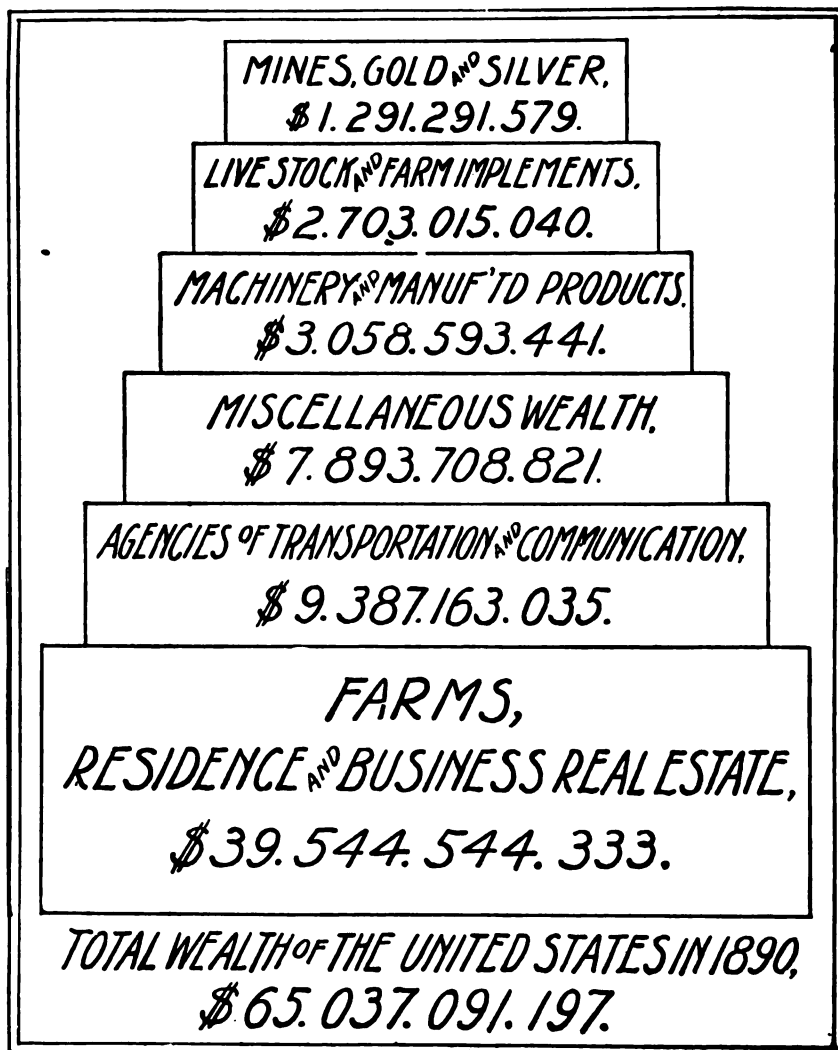 MINES, GOLD AND SILVER,
$1.291.291.579.
LIVE STOCK AND FARM IMPLEMENTS.
$2.703.015.040.
MACHINERY AND MANUF'TD PRODUCTS.
$3.058.593.441.
MISCELLANEOUS WEALTH,
$7.893.708.821.
AGENCIES OF TRANSPORTATION AND COMMUNICATION,
$9.387.163.035.
FARMS,
RESIDENCE AND BUSINESS REAL ESTATE,
$39.544.544.333.
TOTAL WEALTH OF THE UNITED STATES IN 1890,
$65.037.091.197.